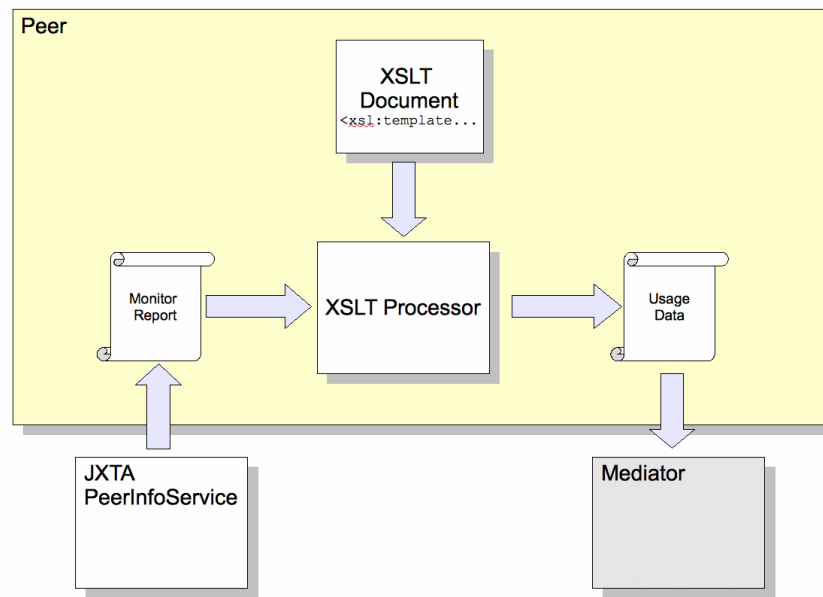 Peer
XSLT
Document
<xsl:template...
Monitor
Report
XSLT Processor
Usage
Data
JXTA
PeerInfoService
Mediator